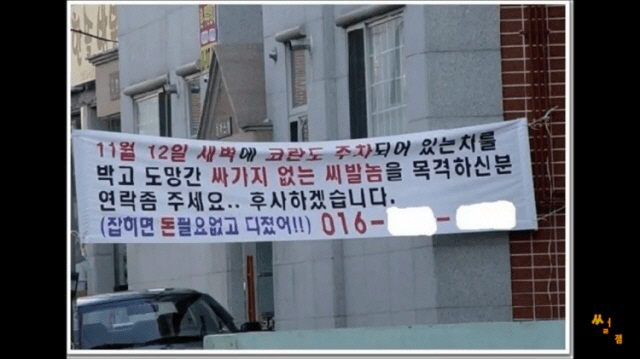 11월 12일 새벽에 코란도 주차되어 있는차를
박고 도망간 싸가지 없는 씨발놈을 목격하신분
연락좀 주세요.. 후사하겠습니다.
(잡히면 돈필요없고 디졌어!!) 016- -
썰잼